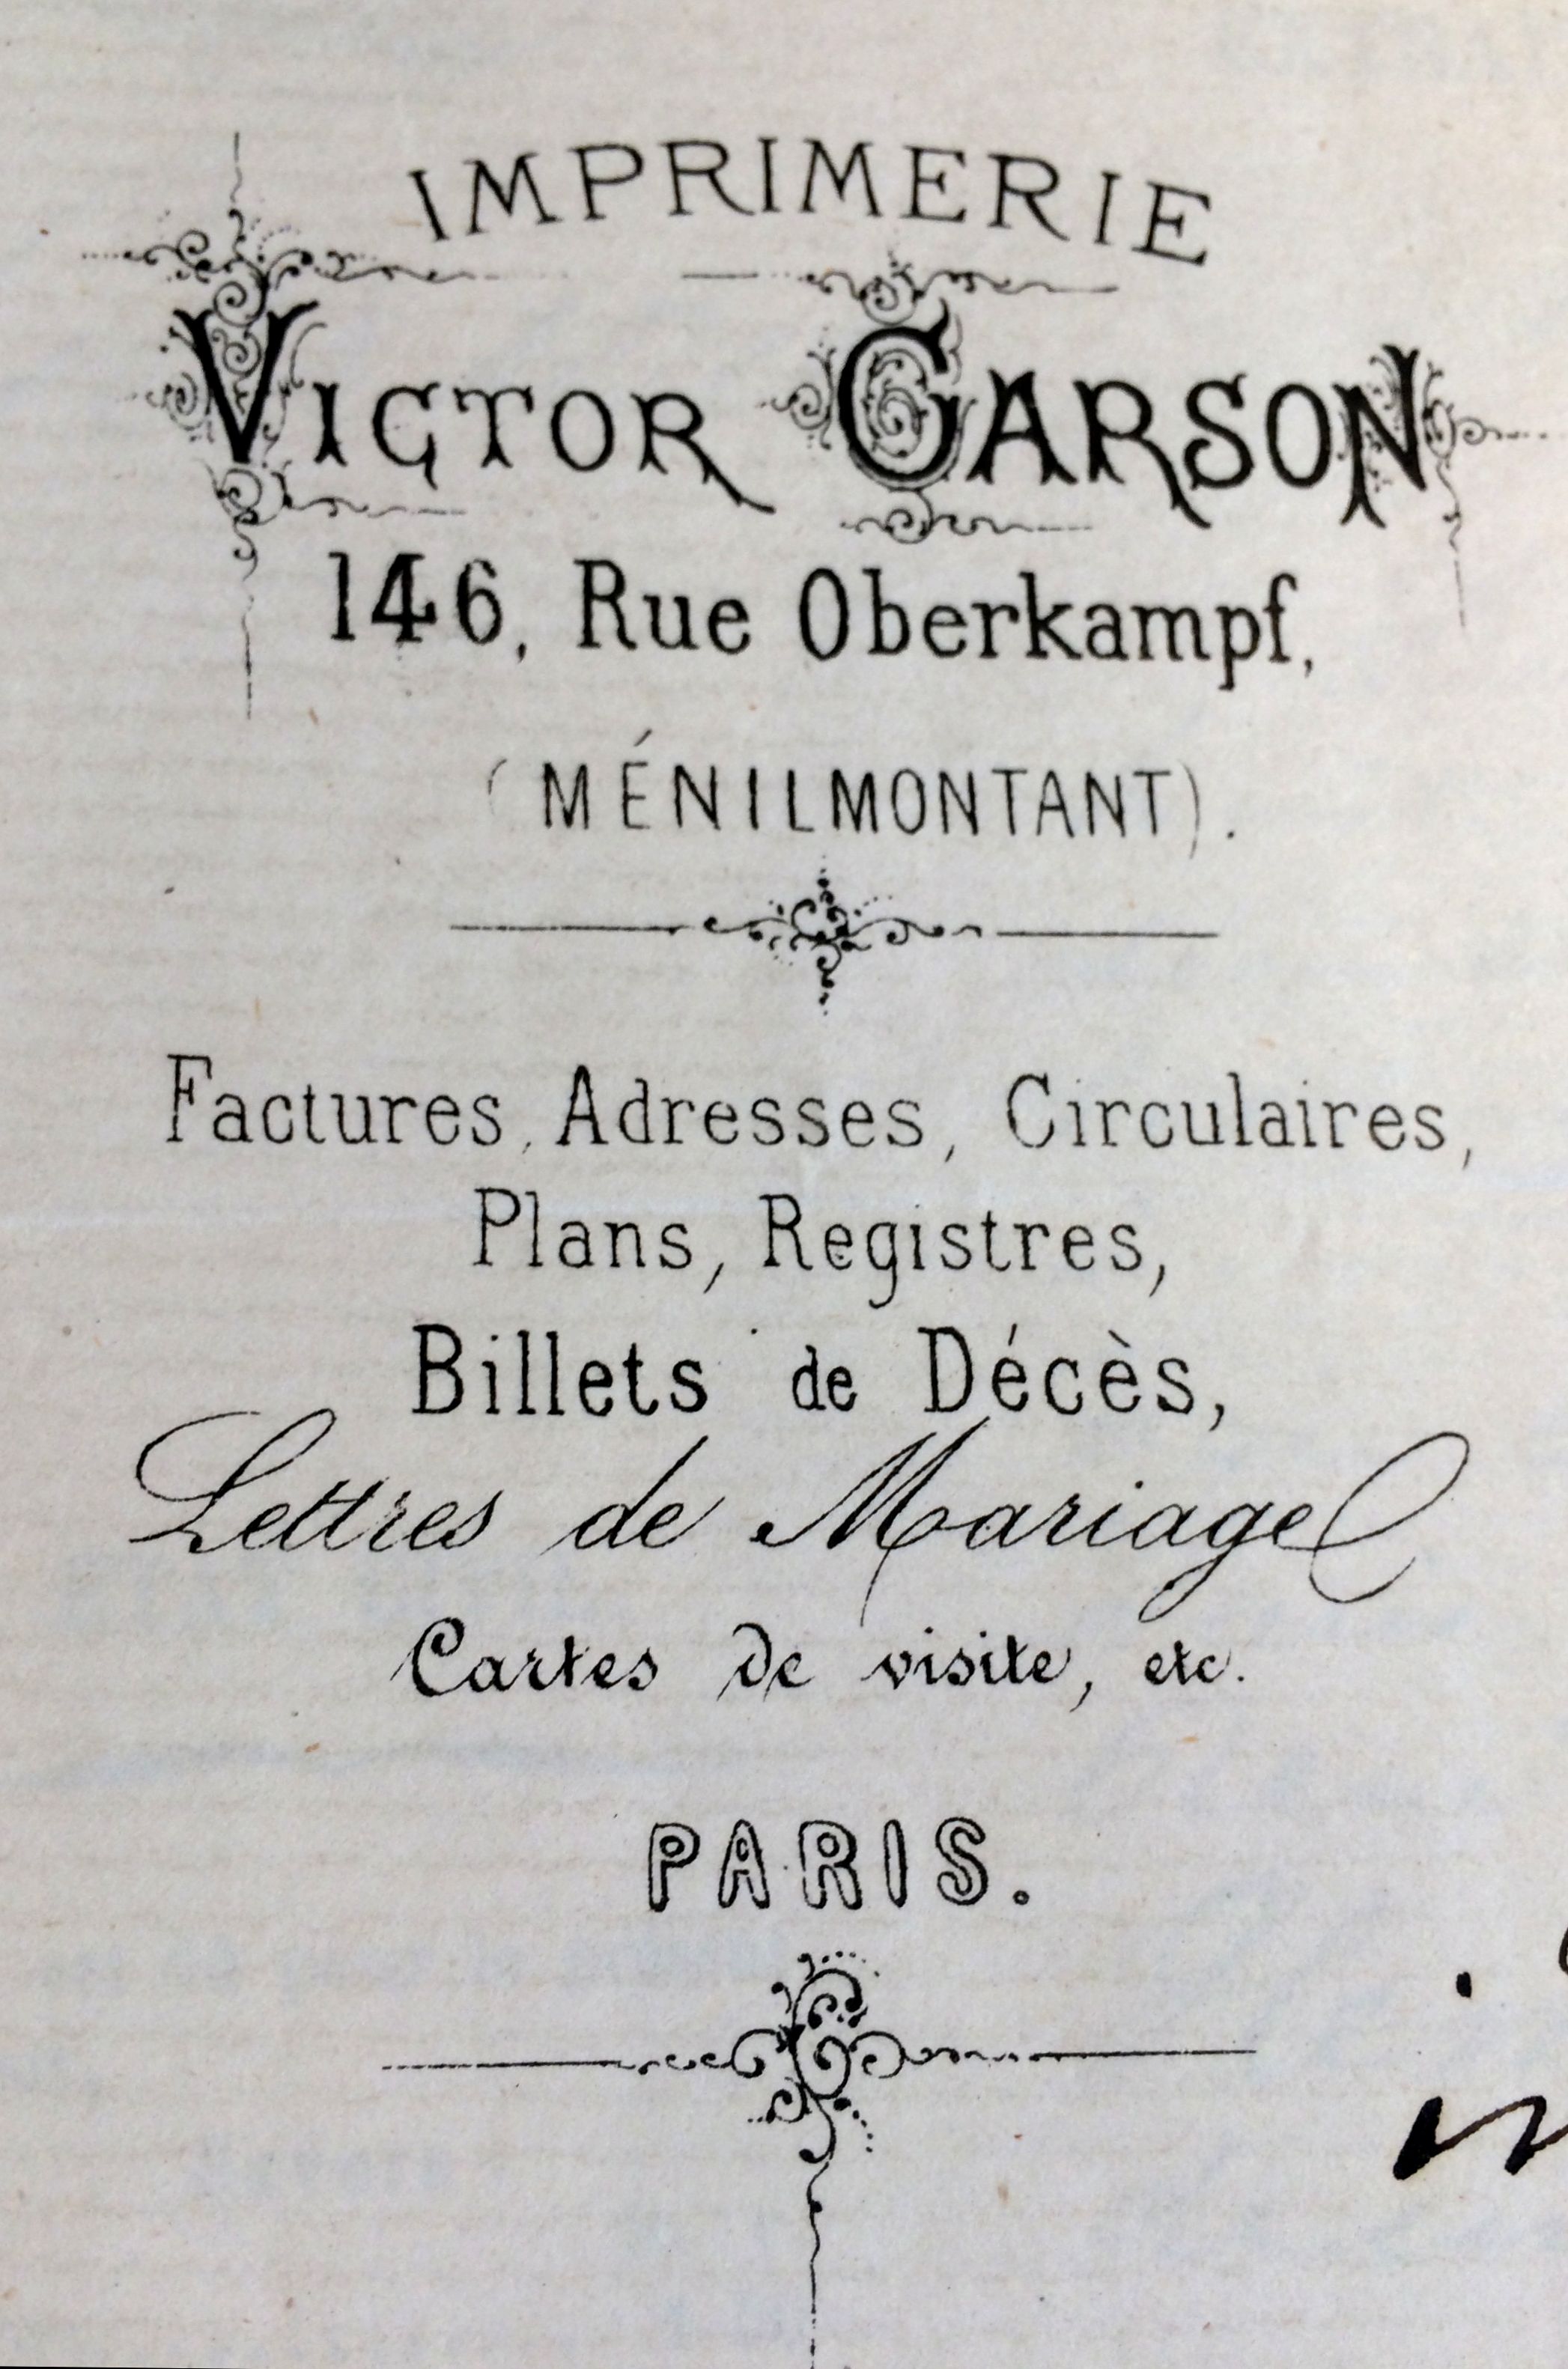 IMPRIMERIE
VICTOR GARSON
146, Rue Oberkampf,
(MÉNILMONTANT).
Factures, Adresses, Circulaires,
Plans, Registres,
Billets de Décès,
Lettres de Mariage
Cartes de visite, etc.
PARIS.